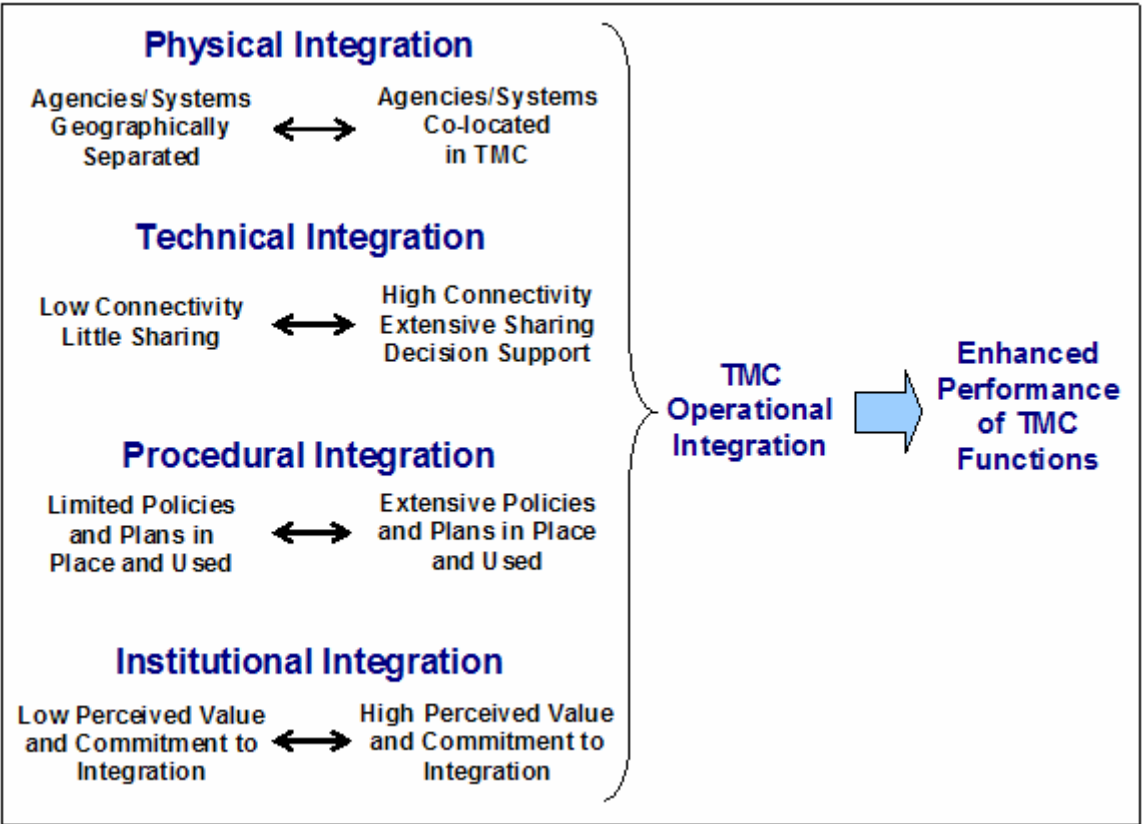 Physical Integration
Agencies/Systems
Geographically
Separated
Agencies/Systems
Co-located
in TMC
Technical Integration
Low Connectivity
Little Sharing
High Connectivity
Extensive Sharing
Decision Support
Procedural Integration
Limited Policies
and Plans in
Place and Used
Extensive Policies
and Plans in Place
and Used
Institutional Integration
Low Perceived Value
and Commitment to
Integration
High Perceived Value
and Commitment to
Integration
TMC
Operational
Integration
Enhanced
Performance
of TMC
Functions